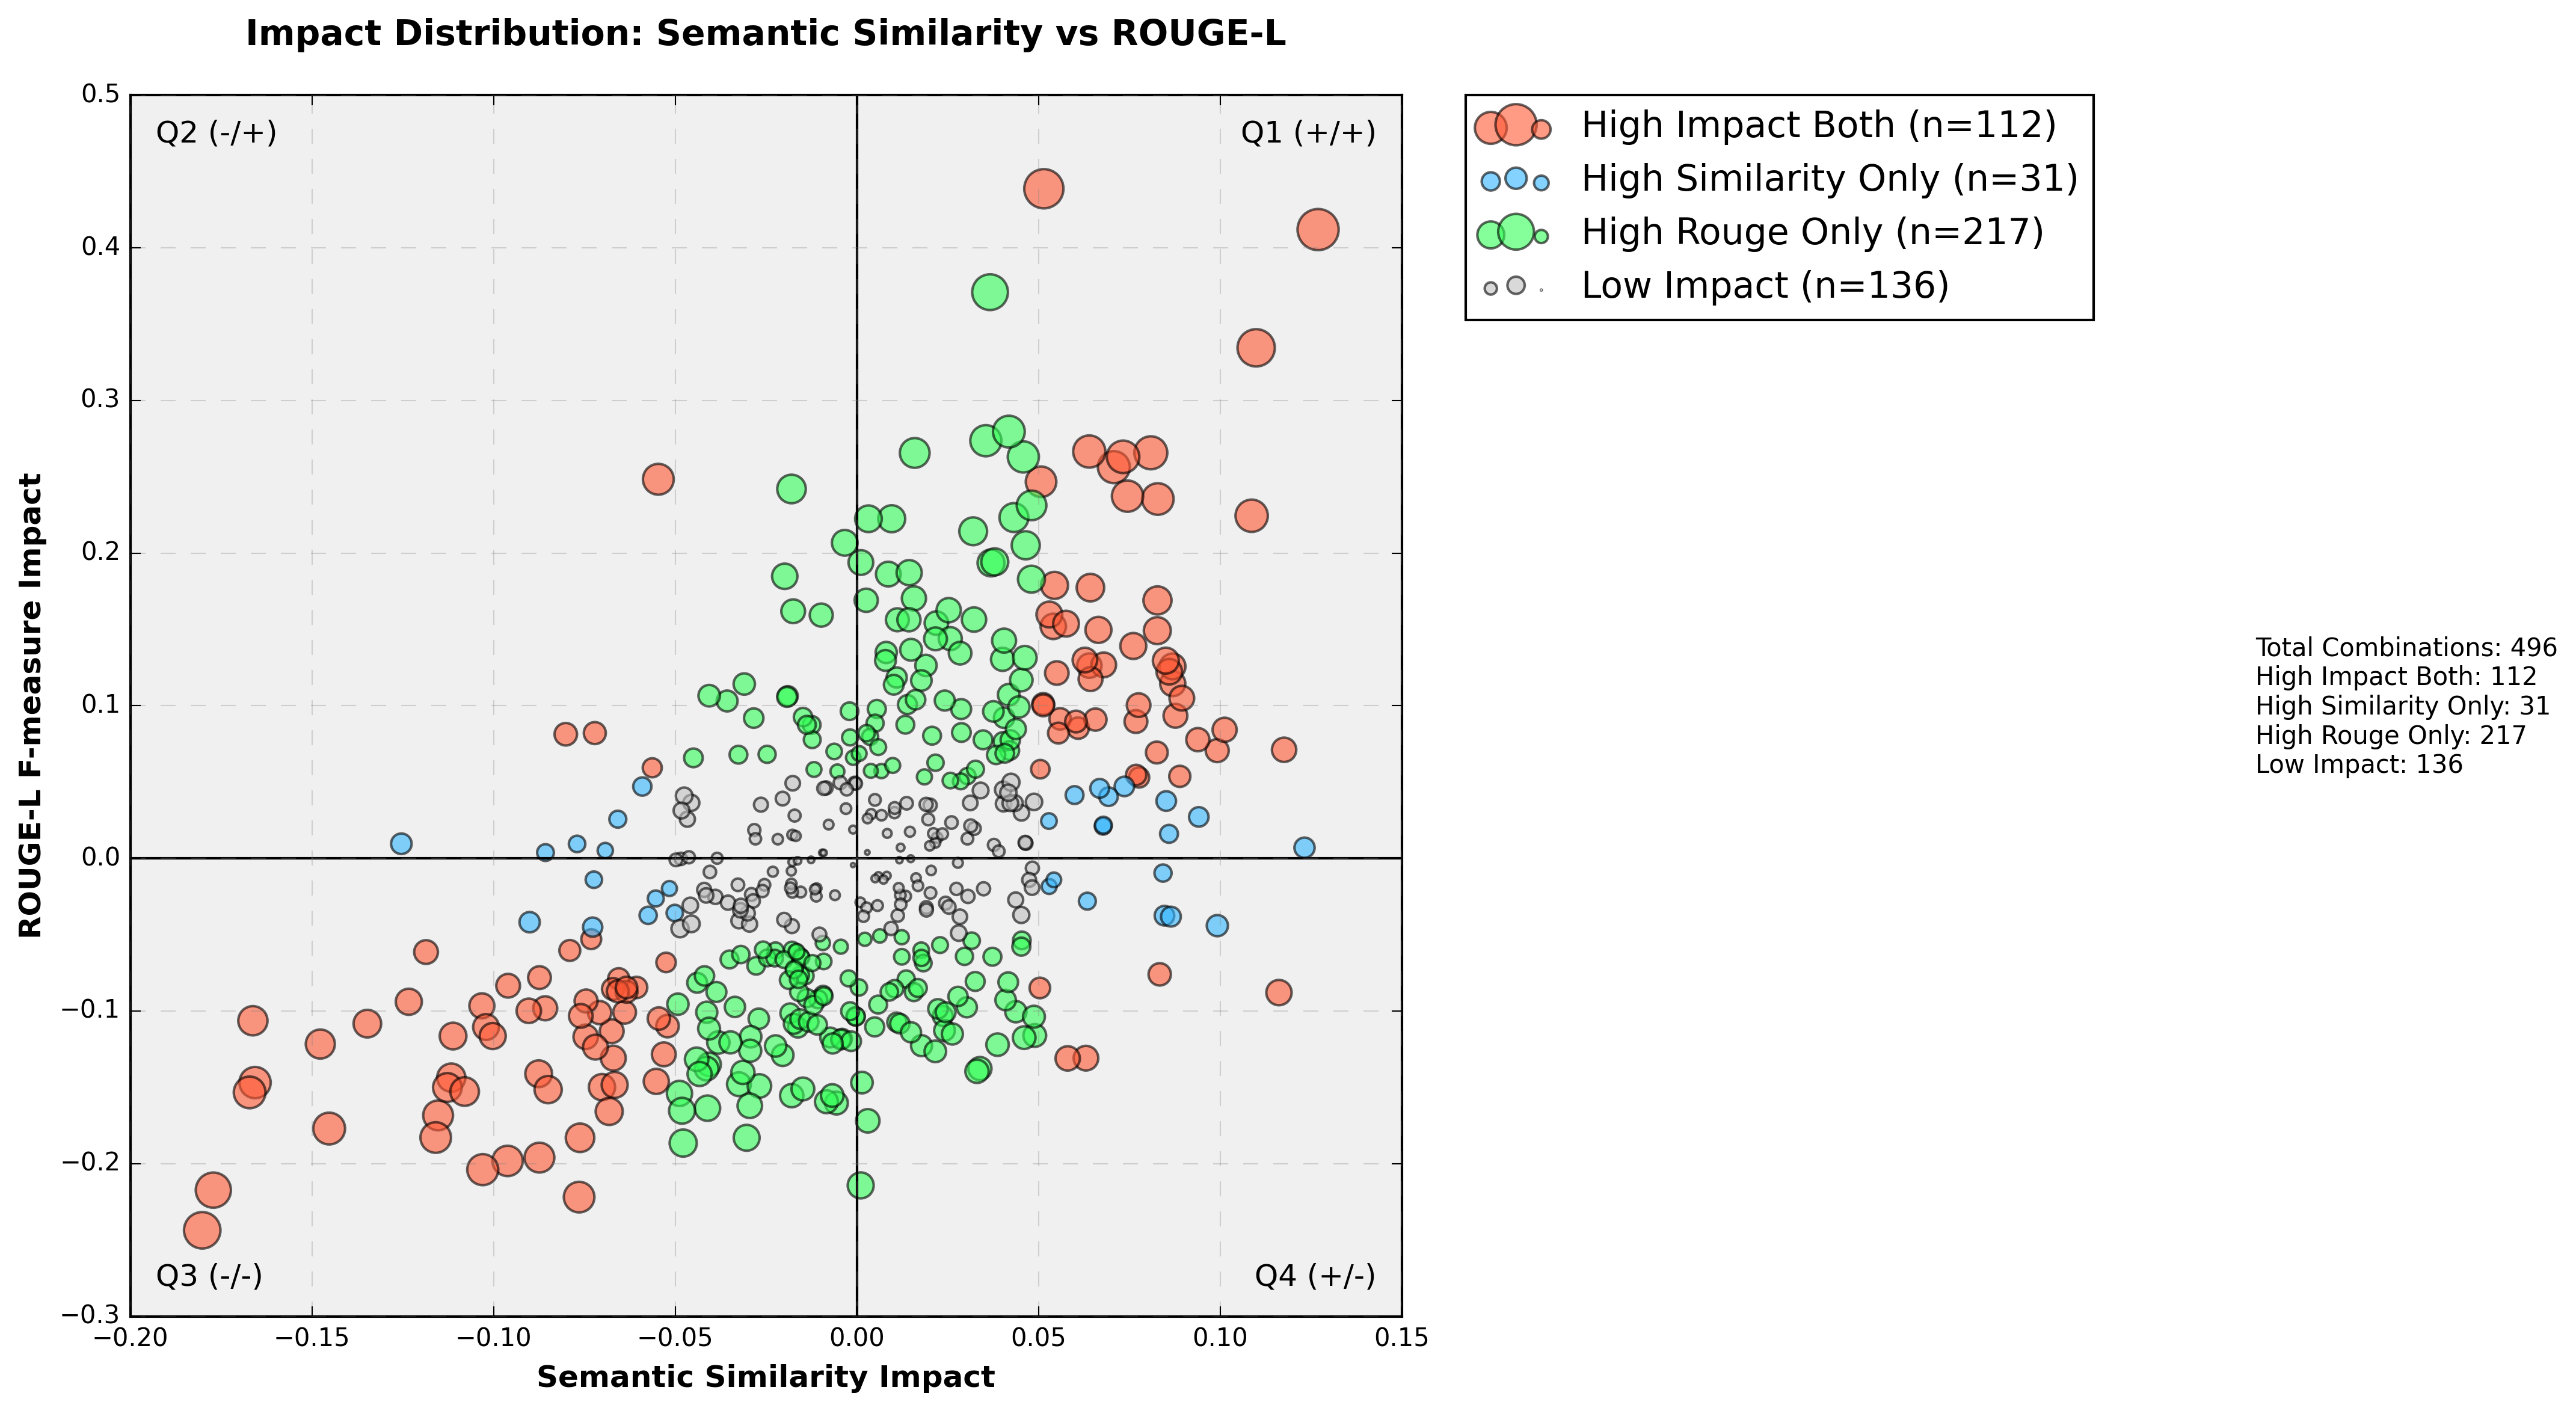 Impact Distribution: Semantic Similarity vs ROUGE-L
Q2 (-/+)
Q1 (+/+)
Q3 (-/-)
Q4 (+/-)
ROUGE-L F-measure Impact
0.5
0.4
0.3
0.2
0.1
0.0
−0.1
−0.2
−0.3
−0.20 −0.15 −0.10 −0.05 0.00 0.05 0.10 0.15
Semantic Similarity Impact
High Impact Both (n=112)
High Similarity Only (n=31)
High Rouge Only (n=217)
Low Impact (n=136)
Total Combinations: 496
High Impact Both: 112
High Similarity Only: 31
High Rouge Only: 217
Low Impact: 136